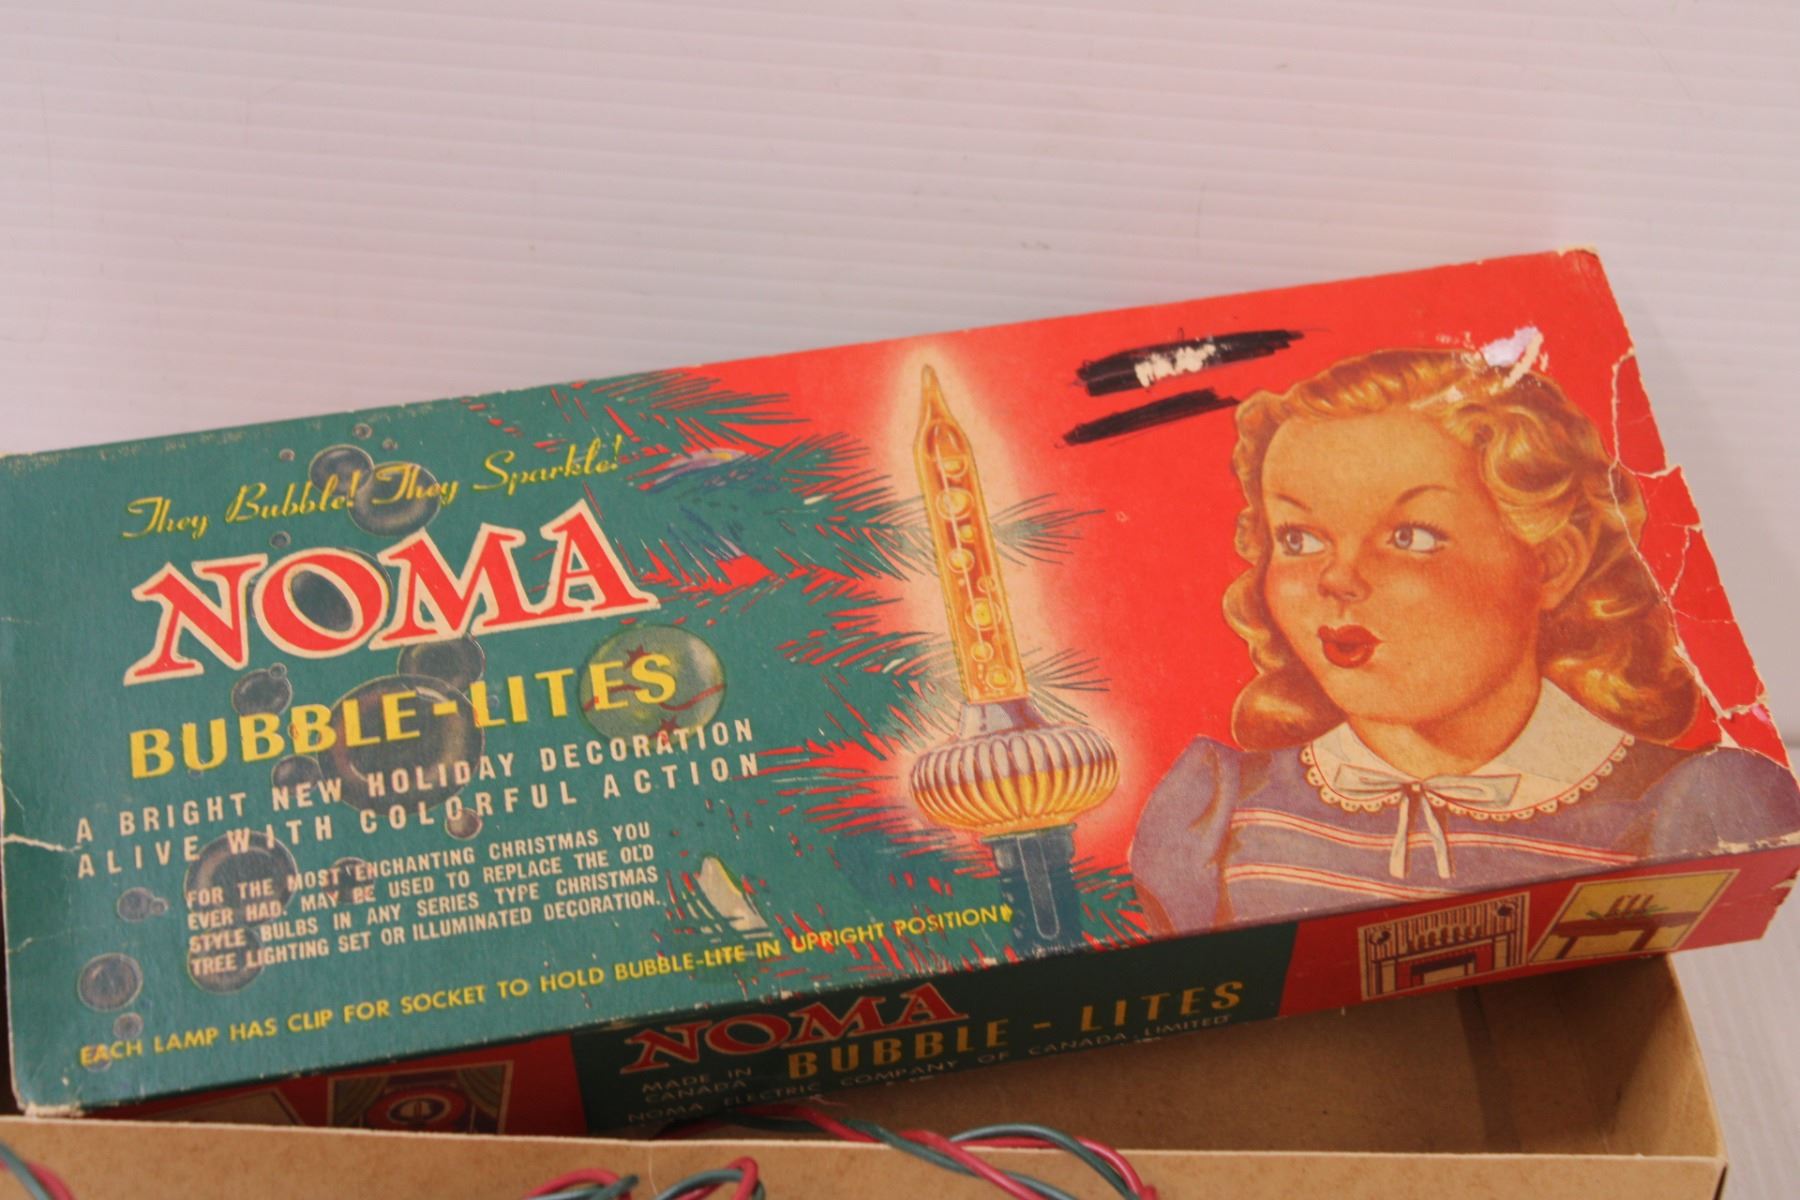 They Bubble! They Sparkle!
NOMA
BUBBLE-LITES
A BRIGHT NEW HOLIDAY DECORATION
ALIVE WITH COLORFUL ACTION
FOR THE MOST ENCHANTING CHRISTMAS YOU
EVER HAD. MAY BE USED TO REPLACE THE OLD
STYLE BULBS IN ANY SERIES TYPE CHRISTMAS
TREE LIGHTING SET OR ILLUMINATED DECORATION.
EACH LAMP HAS CLIP FOR SOCKET TO HOLD BUBBLE-LITE IN UPRIGHT POSITION
NOMA
BUBBLE - LITES
MADE IN
CANADA
NOMA ELECTRIC COMPANY OF CANADA LIMITED